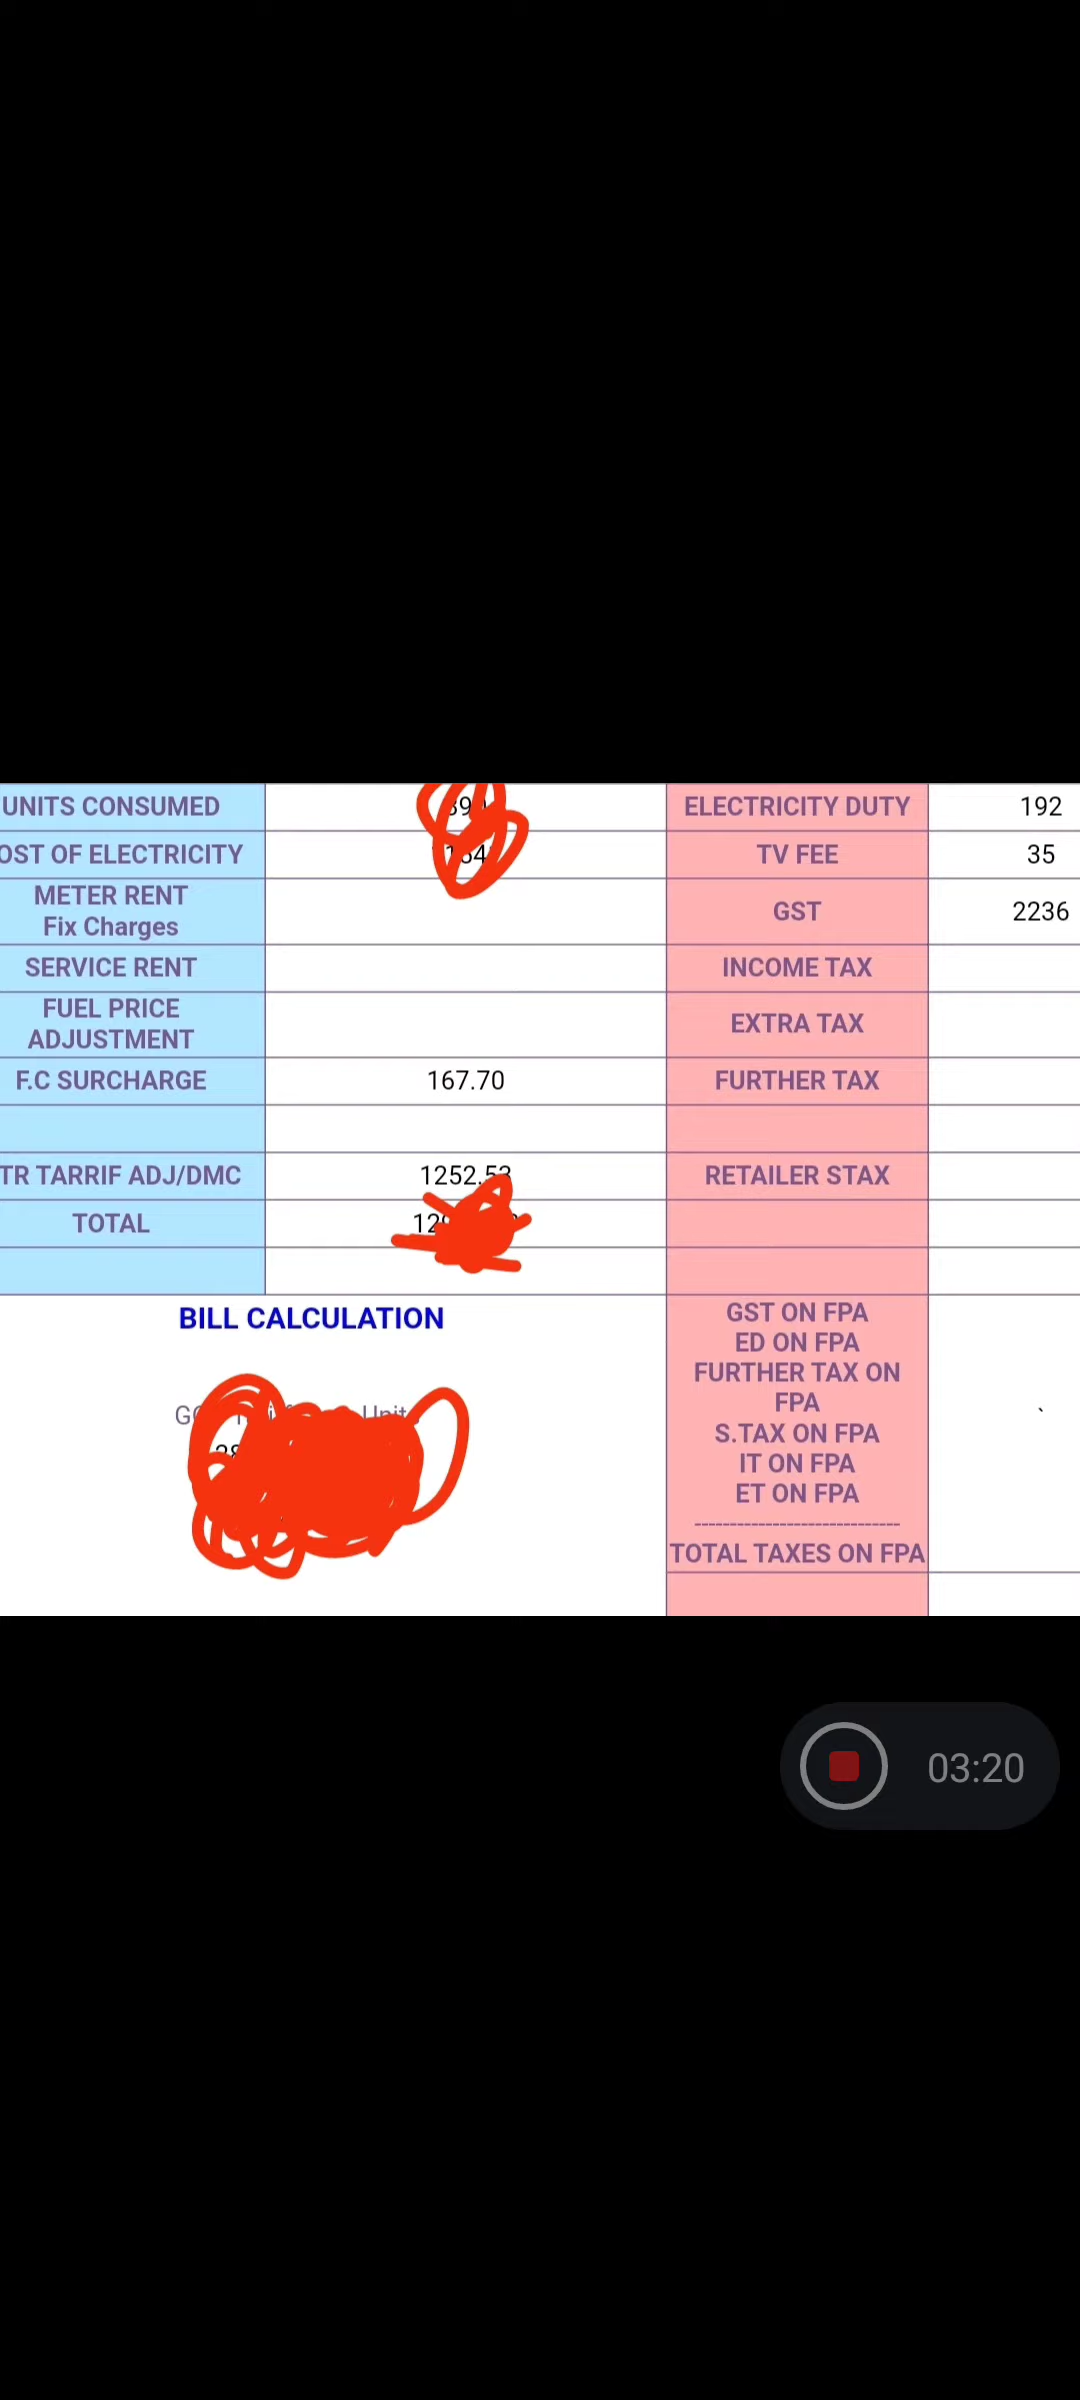 UNITS CONSUMED
ELECTRICITY DUTY 192
OST OF ELECTRICITY
TV FEE 35
METER RENT
Fix Charges
GST 2236
SERVICE RENT
INCOME TAX
FUEL PRICE
ADJUSTMENT
EXTRA TAX
F.C SURCHARGE 167.70
FURTHER TAX
TR TARRIF ADJ/DMC 1252.53
RETAILER STAX
TOTAL
BILL CALCULATION
GST ON FPA
ED ON FPA
FURTHER TAX ON
FPA
S.TAX ON FPA
IT ON FPA
ET ON FPA
----------------------------
TOTAL TAXES ON FPA
03:20